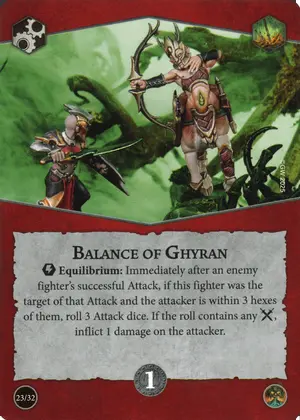 ©GW 2025
BALANCE OF GHYRAN
Equilibrium: Immediately after an enemy
fighter's successful Attack, if this fighter was the
target of that Attack and the attacker is within 3 hexes
of them, roll 3 Attack dice. If the roll contains any ,
inflict 1 damage on the attacker.
23/32
1